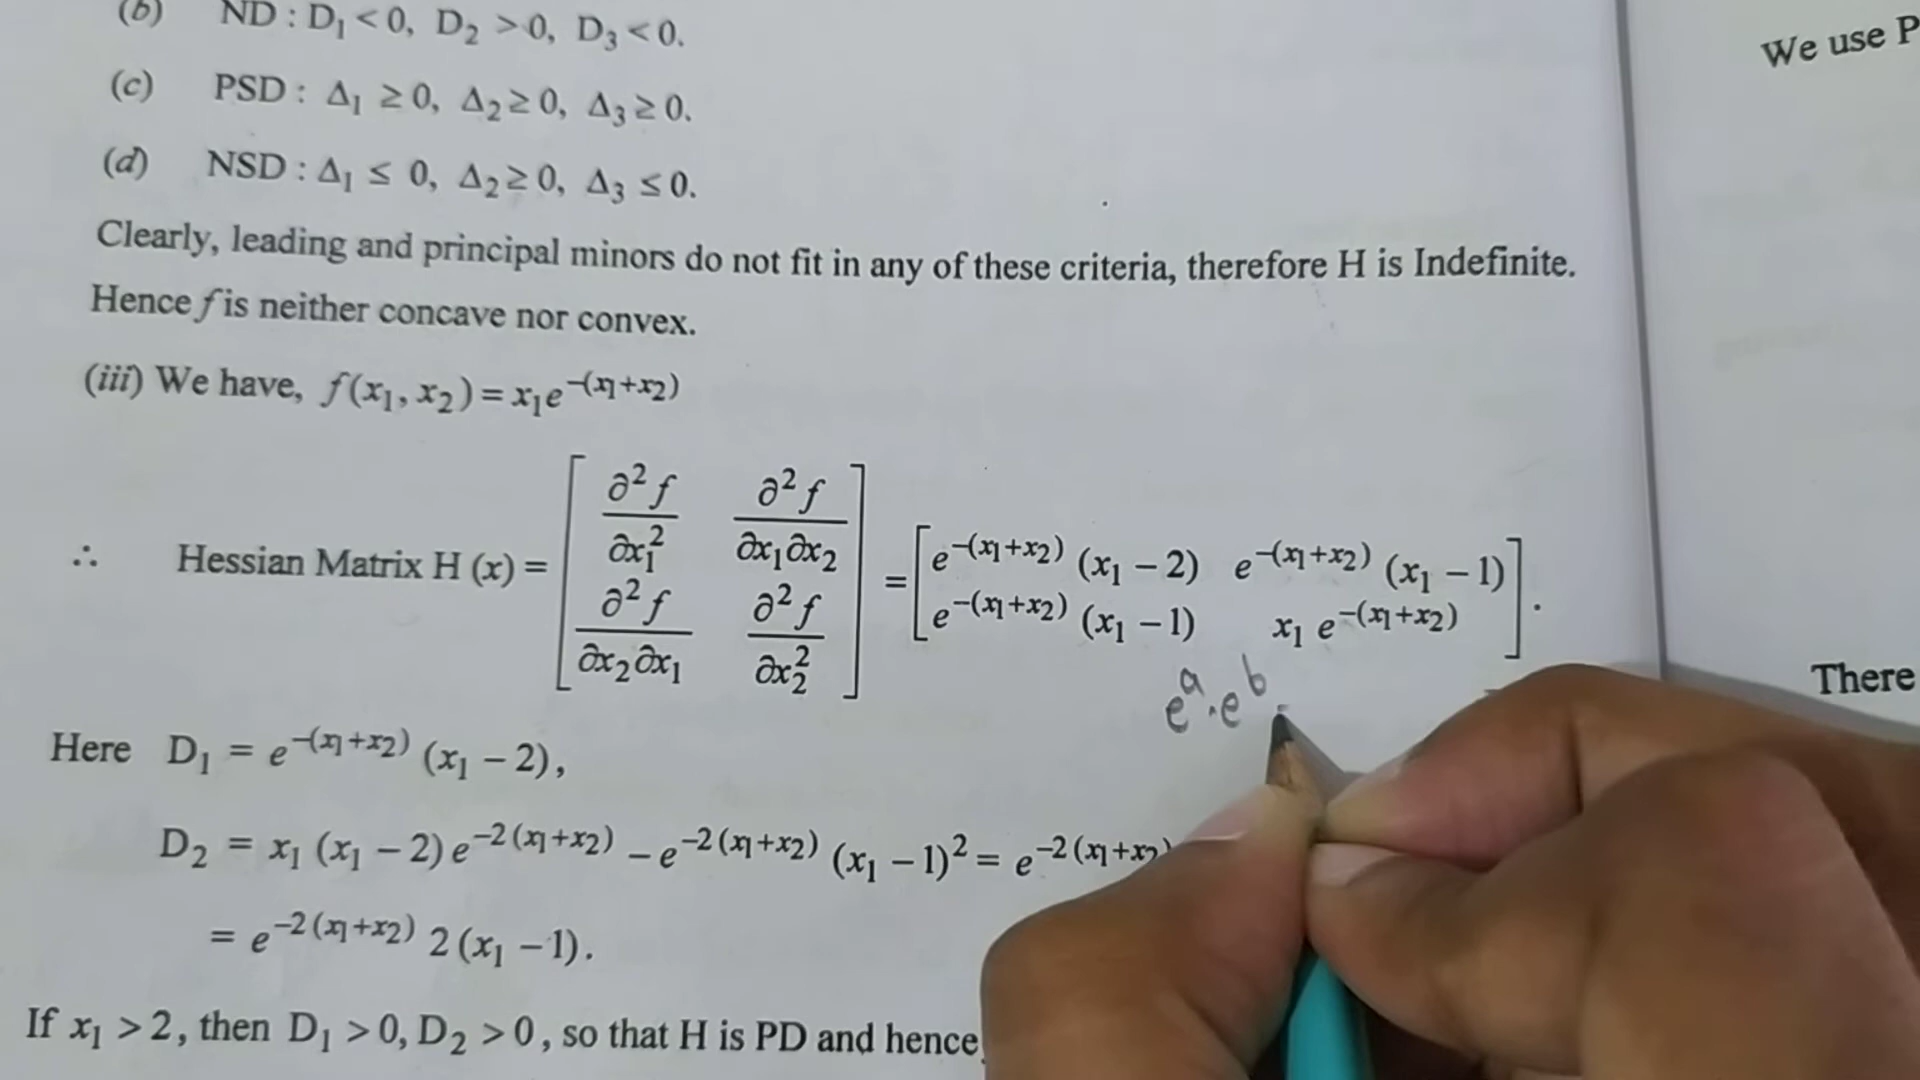 (b) ND : D₁ < 0, D₂ > 0, D₃ < 0.
(c) PSD : Δ₁ ≥ 0, Δ₂ ≥ 0, Δ₃ ≥ 0.
(d) NSD : Δ₁ ≤ 0, Δ₂ ≥ 0, Δ₃ ≤ 0.
Clearly, leading and principal minors do not fit in any of these criteria, therefore H is Indefinite.
Hence f is neither concave nor convex.
(iii) We have, f(x₁, x₂) = x₁e^{-(x₁+x₂)}
∴ Hessian Matrix H (x) = [ ∂²f/∂x₁² ∂²f/∂x₁∂x₂ ; ∂²f/∂x₂∂x₁ ∂²f/∂x₂² ] = [ e^{-(x₁+x₂)} (x₁ – 2) e^{-(x₁+x₂)} (x₁ – 1) ; e^{-(x₁+x₂)} (x₁ – 1) x₁ e^{-(x₁+x₂)} ].
e^a . e^b
Here D₁ = e^{-(x₁+x₂)} (x₁ – 2),
D₂ = x₁ (x₁ – 2) e^{-2(x₁+x₂)} – e^{-2(x₁+x₂)} (x₁ – 1)² = e^{-2(x₁+x₂)}
= e^{-2(x₁+x₂)} 2 (x₁ – 1).
If x₁ > 2, then D₁ > 0, D₂ > 0, so that H is PD and hence
We use P
There